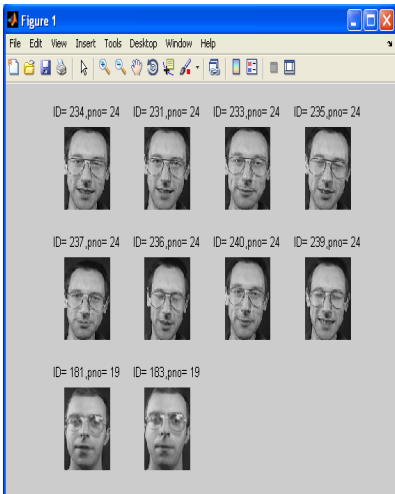 Figure 1
File Edit View Insert Tools Desktop Window Help
ID= 234,pno= 24 ID= 231,pno= 24 ID= 233,pno= 24 ID= 235,pno= 24
ID= 237,pno= 24 ID= 236,pno= 24 ID= 240,pno= 24 ID= 239,pno= 24
ID= 181,pno= 19 ID= 183,pno= 19